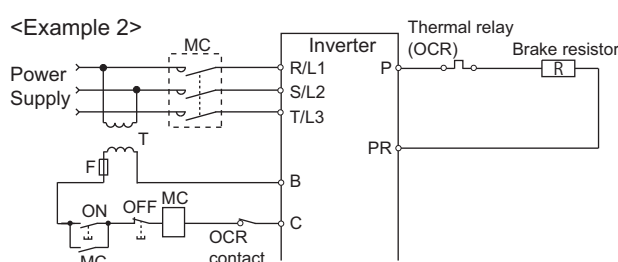 <Example 2>
MC
Inverter
Thermal relay
(OCR)
Brake resistor
Power
Supply
R/L1
S/L2
T/L3
P
R
T
PR
F
B
ON
OFF
MC
C
OCR
contact
MC